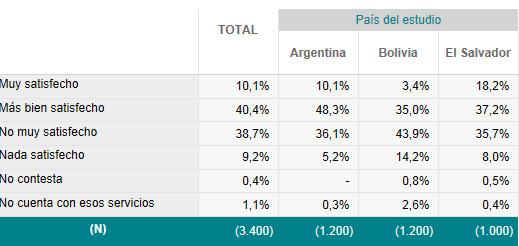 País del estudio
TOTAL
Argentina Bolivia El Salvador
Muy satisfecho 10,1% 10,1% 3,4% 18,2%
Más bien satisfecho 40,4% 48,3% 35,0% 37,2%
No muy satisfecho 38,7% 36,1% 43,9% 35,7%
Nada satisfecho 9,2% 5,2% 14,2% 8,0%
No contesta 0,4% - 0,8% 0,5%
No cuenta con esos servicios 1,1% 0,3% 2,6% 0,4%
(N) (3.400) (1.200) (1.200) (1.000)